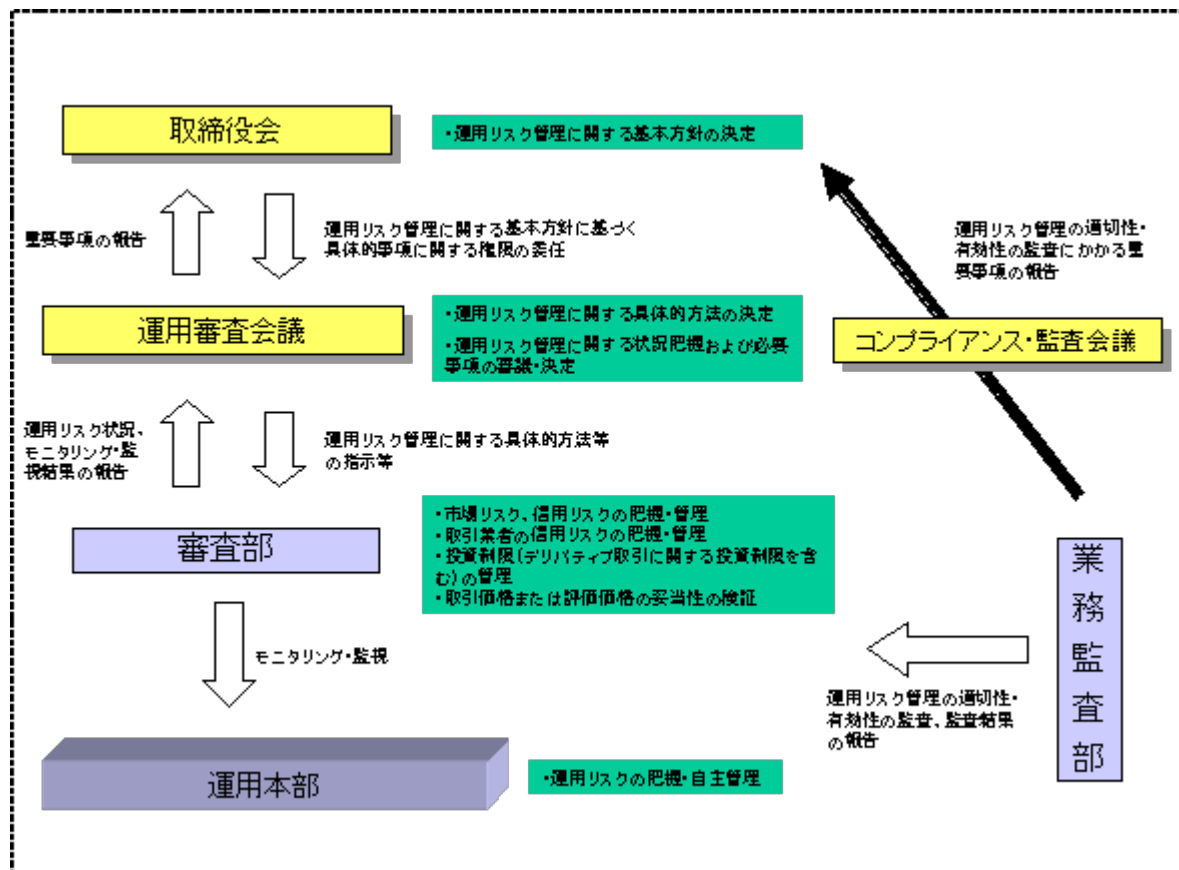 取締役会
・運用リスク管理に関する基本方針の決定
重要事項の報告
運用リスク管理に関する基本方針に基づく
具体的事項に関する権限の委任
運用リスク管理の適切性・
有効性の監査にかかる重
要事項の報告
運用審査会議
・運用リスク管理に関する具体的方法の決定
・運用リスク管理に関する状況把握および必要
事項の審議・決定
コンプライアンス・監査会議
運用リスク状況、
モニタリング・監
視結果の報告
運用リスク管理に関する具体的方法等
の指示等
審査部
・市場リスク、信用リスクの把握・管理
・取引業者の信用リスクの把握・管理
・投資制限(デリバティブ取引に関する投資制限を含
む)の管理
・取引価格または評価価格の妥当性の検証
業務監査部
モニタリング・監視
運用リスク管理の適切性・
有効性の監査、監査結果
の報告
運用本部
・運用リスクの把握・自主管理